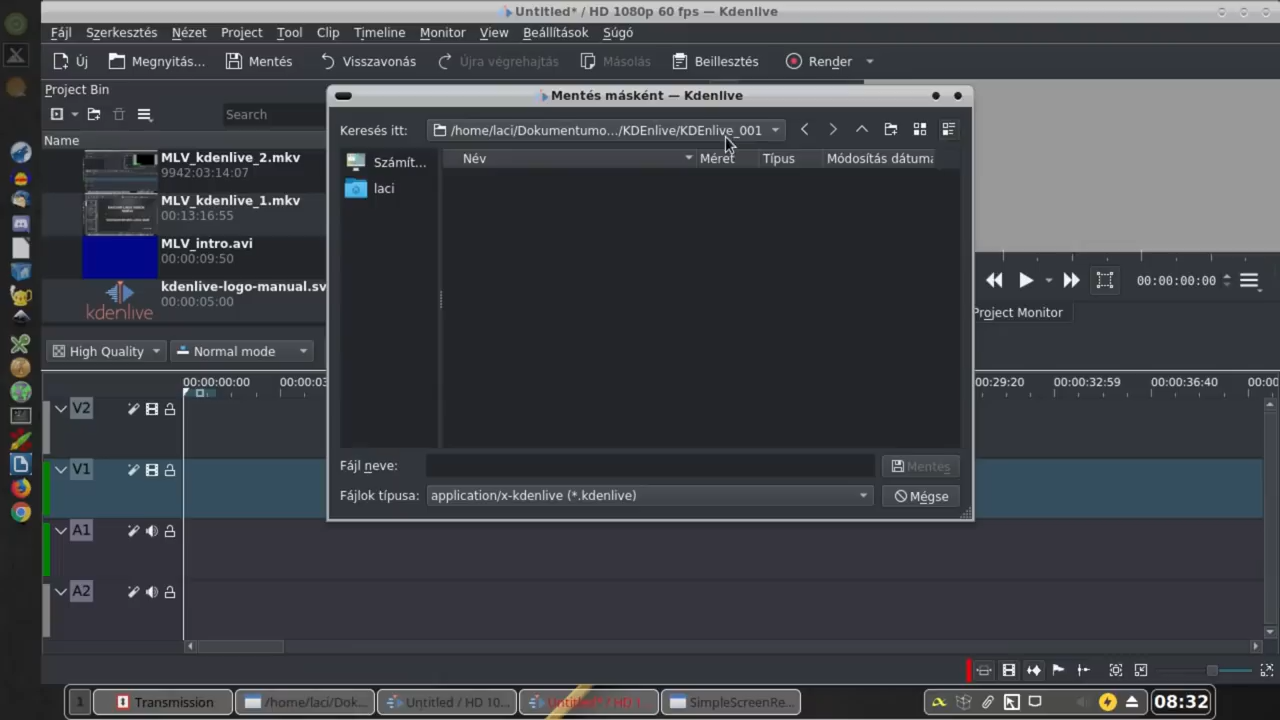 Untitled* / HD 1080p 60 fps — Kdenlive
Fájl Szerkesztés Nézet Project Tool Clip Timeline Monitor View Beállítások Súgó
Új Megnyitás... Mentés Visszavonás Újra végrehajtás Másolás Beillesztés Render
Project Bin
Search
Name
MLV_kdenlive_2.mkv
9942:03:14:07
MLV_kdenlive_1.mkv
00:13:16:55
MLV_intro.avi
00:00:09:50
kdenlive-logo-manual.sv
00:00:05:00
kdenlive
Mentés másként — Kdenlive
Keresés itt: /home/laci/Dokumentumo.../KDEnlive/KDEnlive_001
Név Méret Típus Módosítás dátuma
Számít...
laci
Fájl neve: Mentés
Fájlok típusa: application/x-kdenlive (*.kdenlive) Mégse
00:00:00:00
Project Monitor
High Quality Normal mode
00:00:00:00 00:00:03 00:29:20 00:00:32:59 00:00:36:40 00:00
V2
V1
A1
A2
1 Transmission /home/laci/Dok... Untitled / HD 10... Untitled* / HD 1... SimpleScreenRe... 08:32